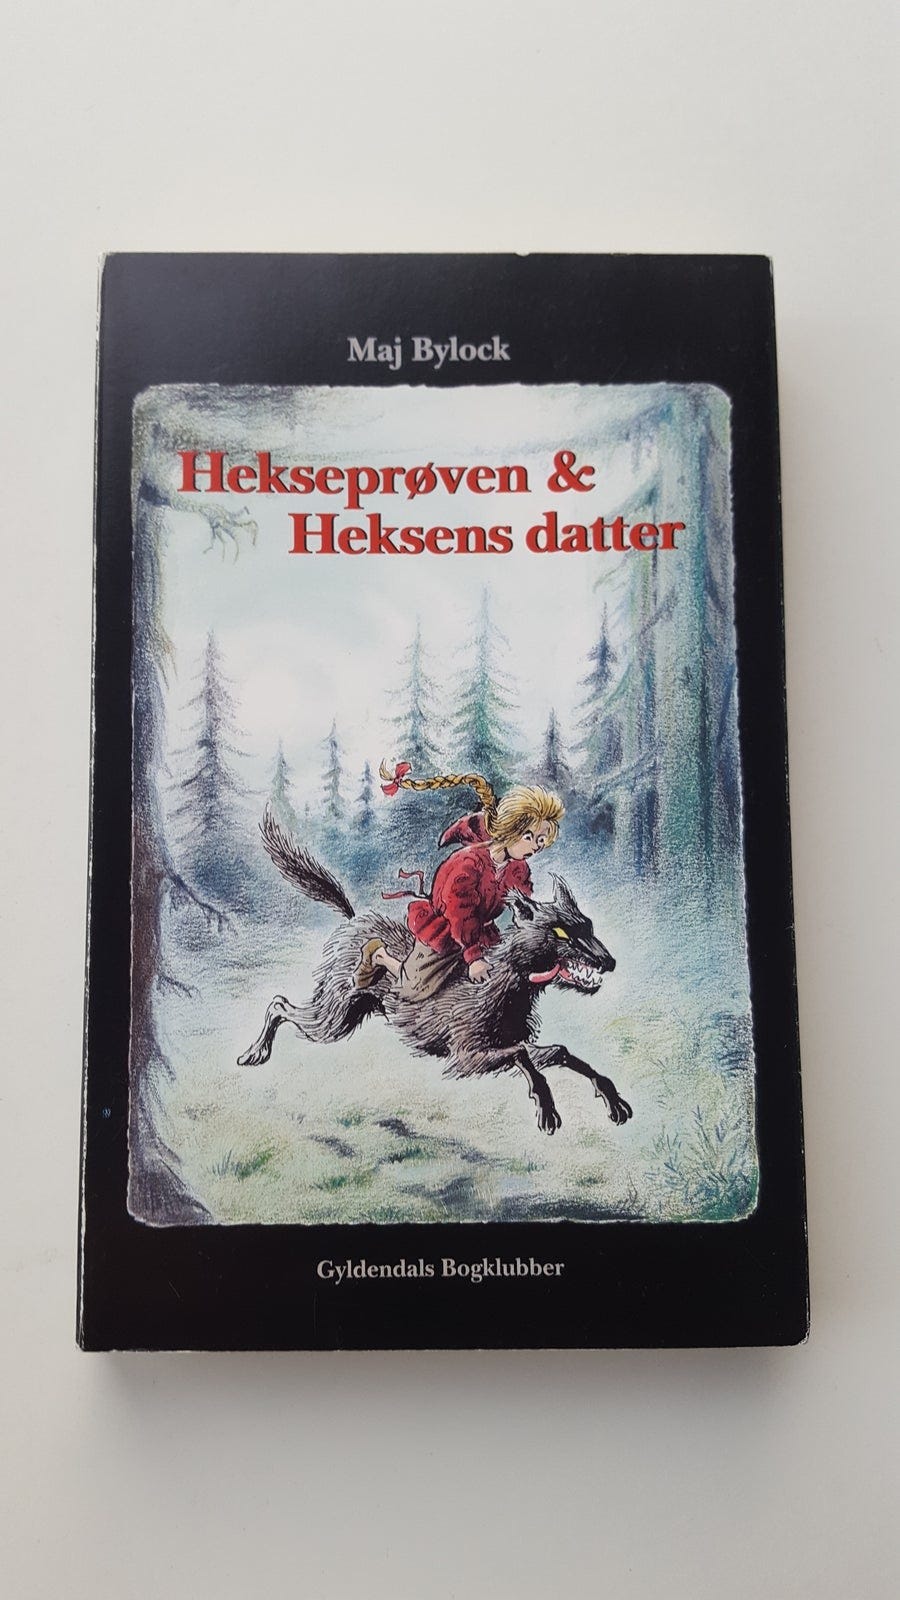 Maj Bylock
Hekseprøven &
Heksens datter
Gyldendals Bogklubber